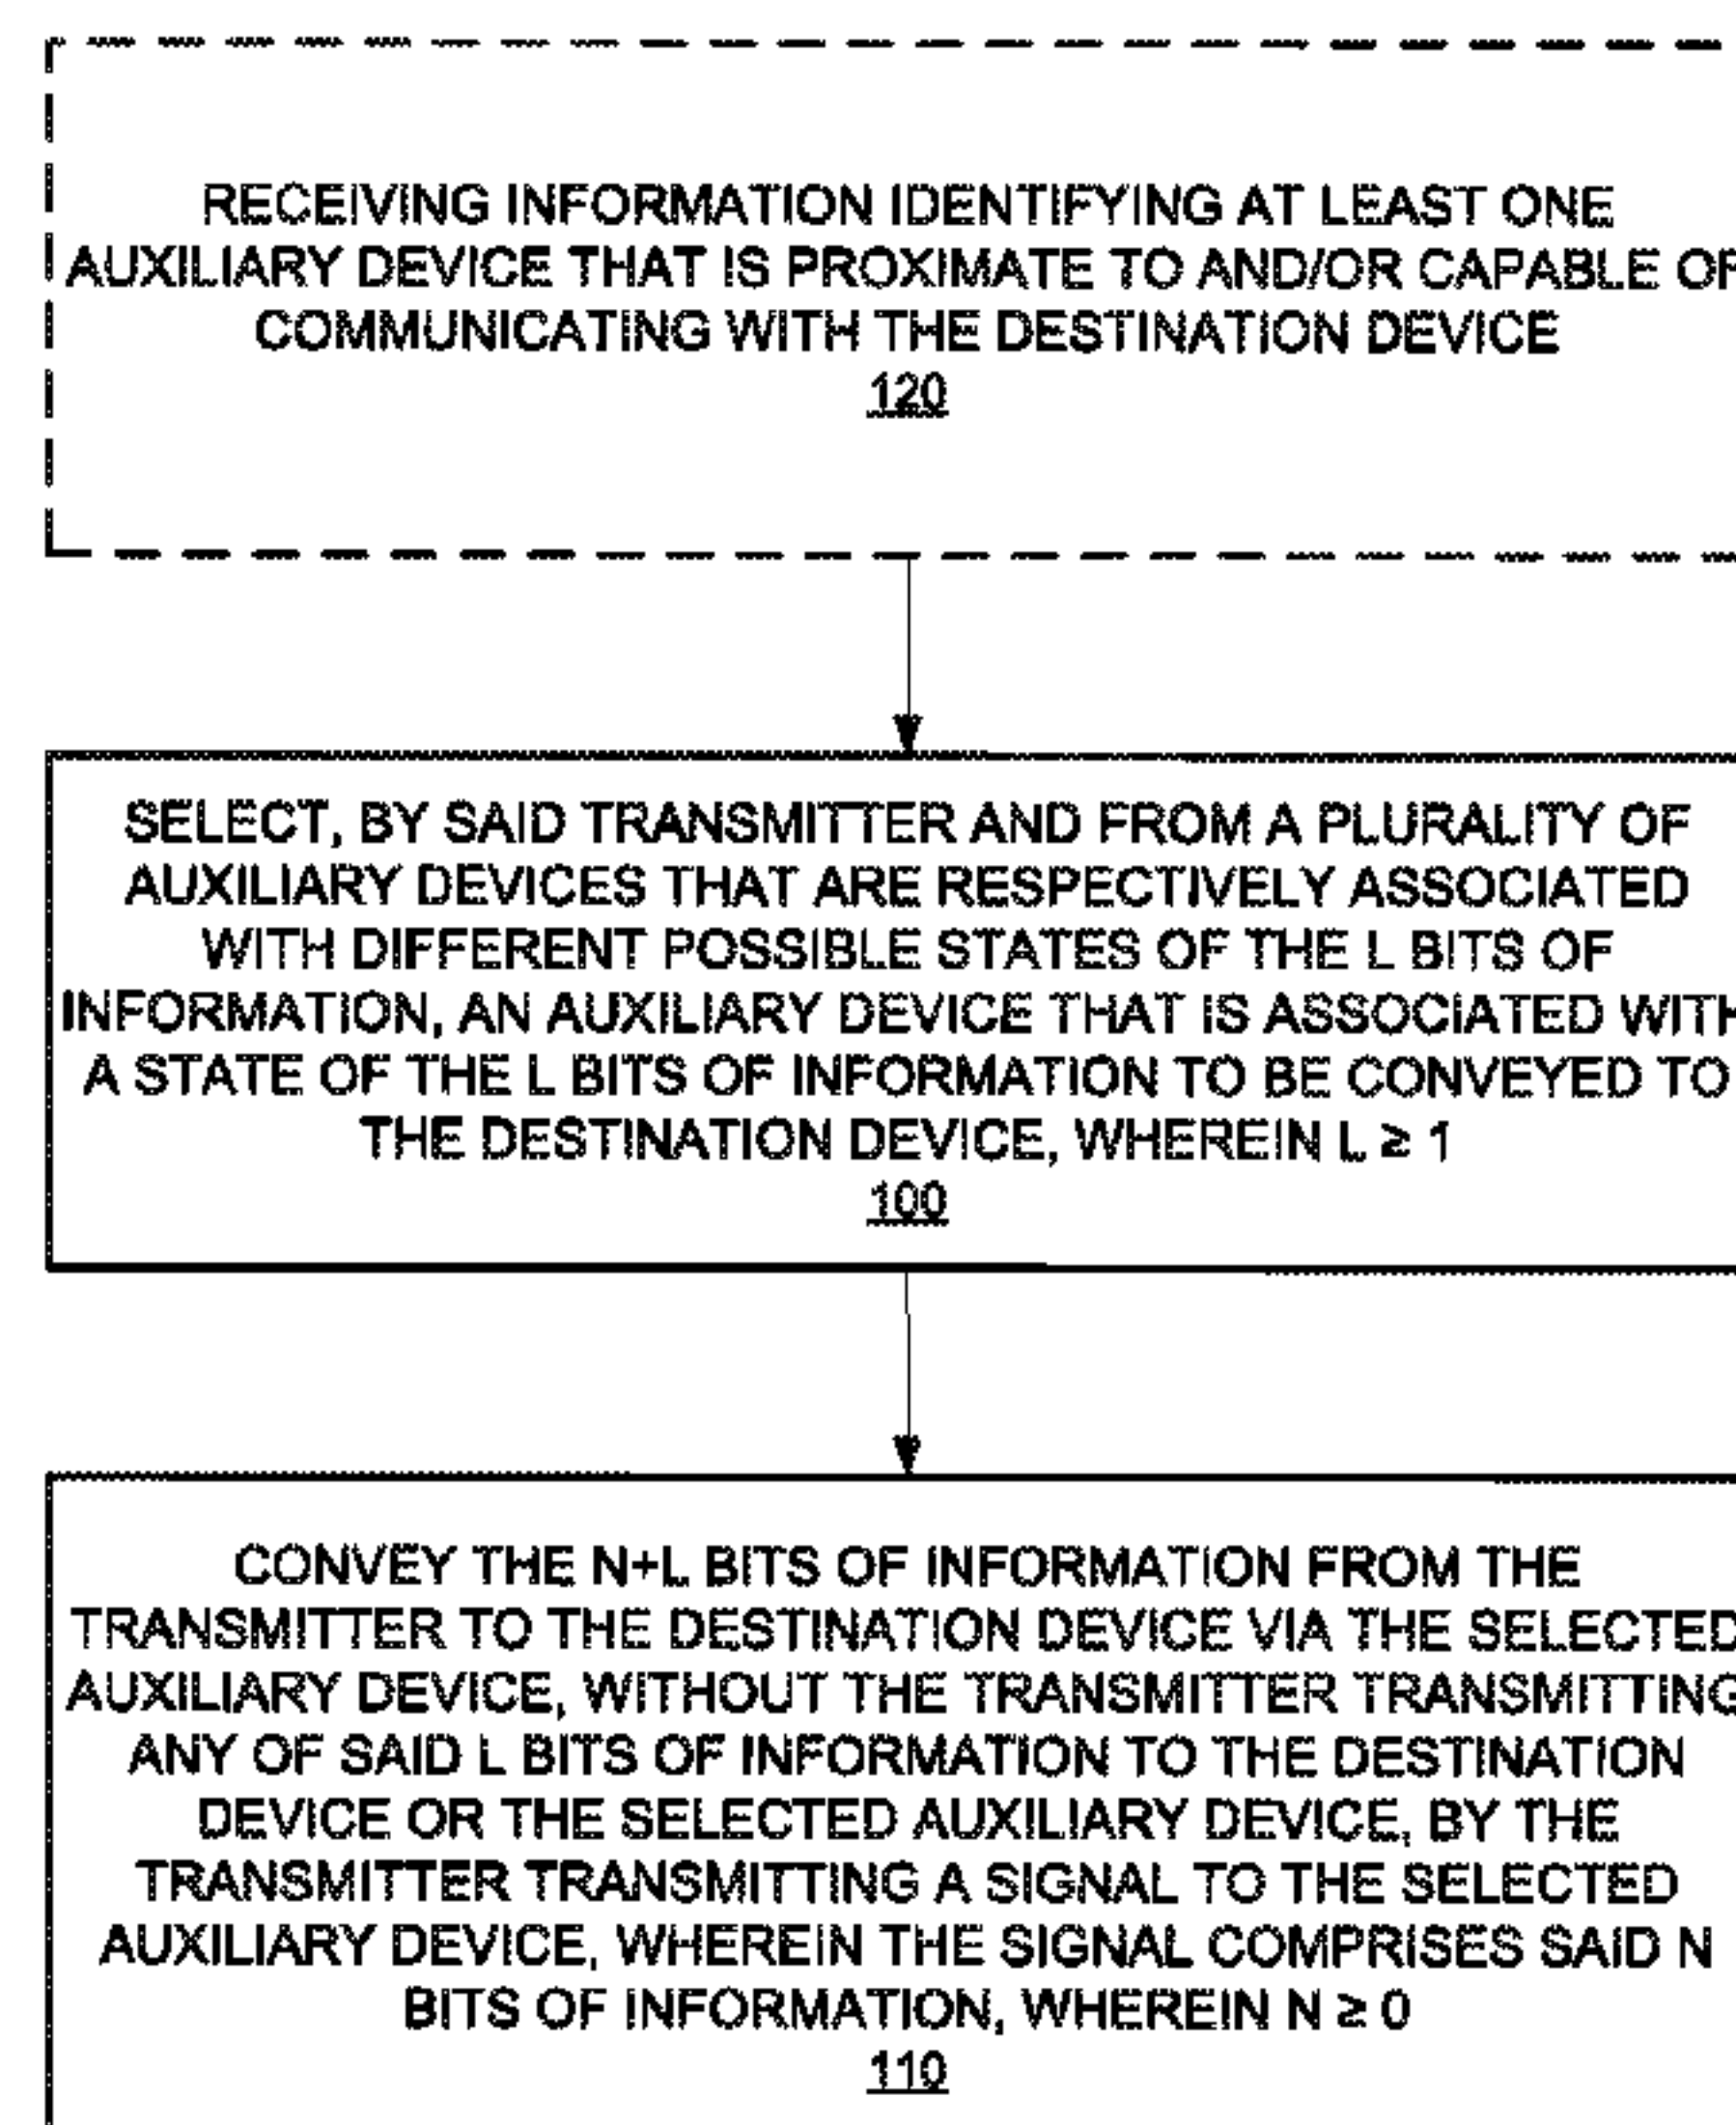 RECEIVING INFORMATION IDENTIFYING AT LEAST ONE
AUXILIARY DEVICE THAT IS PROXIMATE TO AND/OR CAPABLE OF
COMMUNICATING WITH THE DESTINATION DEVICE
120
SELECT, BY SAID TRANSMITTER AND FROM A PLURALITY OF
AUXILIARY DEVICES THAT ARE RESPECTIVELY ASSOCIATED
WITH DIFFERENT POSSIBLE STATES OF THE L BITS OF
INFORMATION, AN AUXILIARY DEVICE THAT IS ASSOCIATED WITH
A STATE OF THE L BITS OF INFORMATION TO BE CONVEYED TO
THE DESTINATION DEVICE, WHEREIN L ≥ 1
100
CONVEY THE N+L BITS OF INFORMATION FROM THE
TRANSMITTER TO THE DESTINATION DEVICE VIA THE SELECTED
AUXILIARY DEVICE, WITHOUT THE TRANSMITTER TRANSMITTING
ANY OF SAID L BITS OF INFORMATION TO THE DESTINATION
DEVICE OR THE SELECTED AUXILIARY DEVICE, BY THE
TRANSMITTER TRANSMITTING A SIGNAL TO THE SELECTED
AUXILIARY DEVICE, WHEREIN THE SIGNAL COMPRISES SAID N
BITS OF INFORMATION, WHEREIN N ≥ 0
110